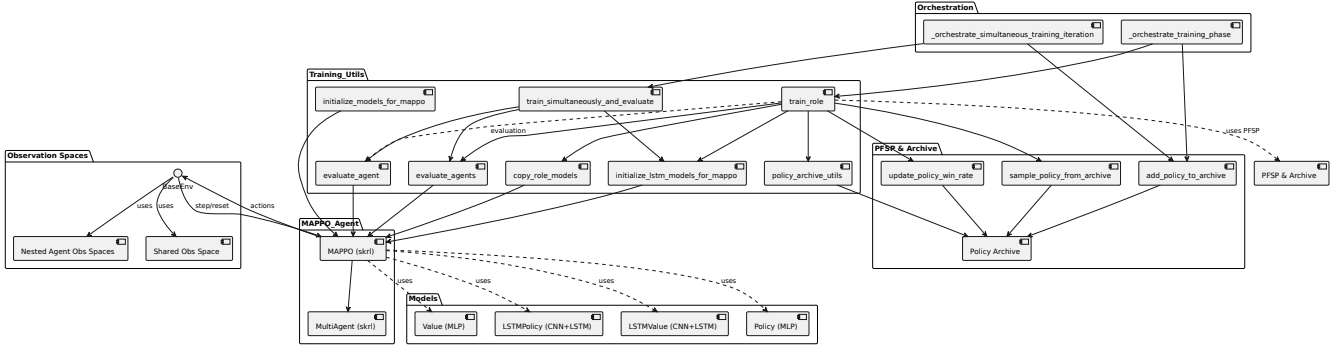 Orchestration
_orchestrate_simultaneous_training_iteration
_orchestrate_training_phase
Training_Utils
initialize_models_for_mappo
train_simultaneously_and_evaluate
train_role
evaluation
uses PFSP
evaluate_agent
evaluate_agents
copy_role_models
initialize_lstm_models_for_mappo
policy_archive_utils
PFSP & Archive
update_policy_win_rate
sample_policy_from_archive
add_policy_to_archive
PFSP & Archive
Policy Archive
Observation Spaces
BaseEnv
uses
uses
step/reset
actions
Nested Agent Obs Spaces
Shared Obs Space
MAPPO_Agent
MAPPO (skrl)
uses
uses
uses
uses
MultiAgent (skrl)
Models
Value (MLP)
LSTMPolicy (CNN+LSTM)
LSTMValue (CNN+LSTM)
Policy (MLP)